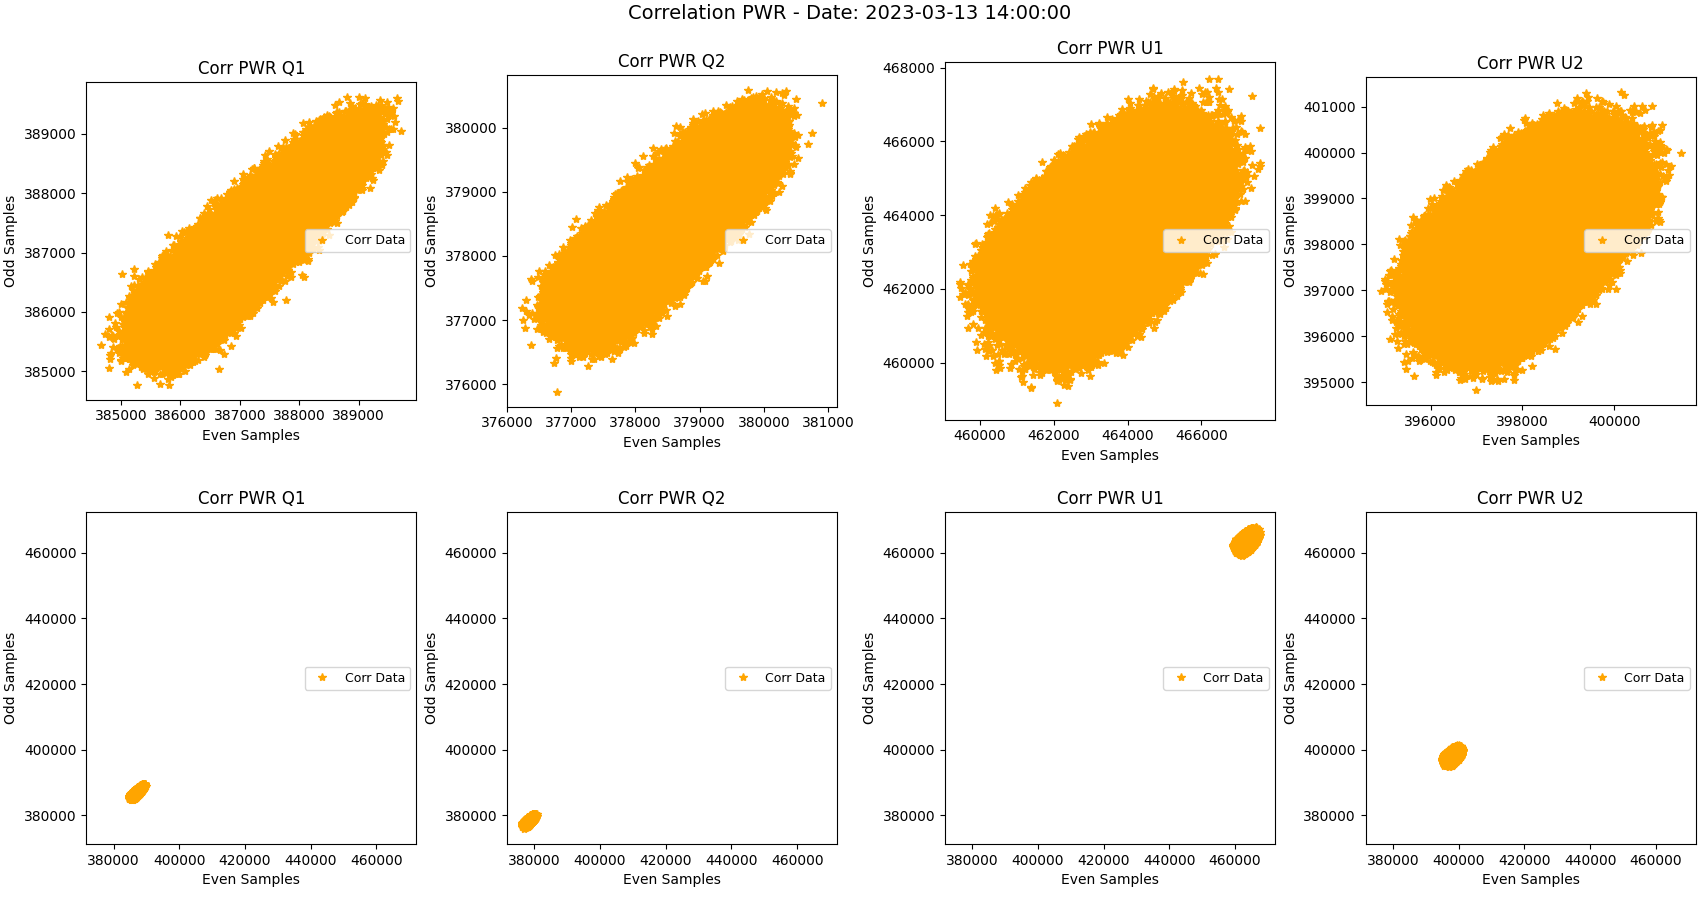 Correlation PWR - Date: 2023-03-13 14:00:00
Corr PWR Q1
389000
388000
387000
386000
385000
Odd Samples
Corr Data
385000 386000 387000 388000 389000
Even Samples
Corr PWR Q2
380000
379000
378000
377000
376000
Odd Samples
Corr Data
376000 377000 378000 379000 380000 381000
Even Samples
Corr PWR U1
468000
466000
464000
462000
460000
Odd Samples
Corr Data
460000 462000 464000 466000
Even Samples
Corr PWR U2
401000
400000
399000
398000
397000
396000
395000
Odd Samples
Corr Data
396000 398000 400000
Even Samples
Corr PWR Q1
460000
440000
420000
400000
380000
Odd Samples
Corr Data
380000 400000 420000 440000 460000
Even Samples
Corr PWR Q2
460000
440000
420000
400000
380000
Odd Samples
Corr Data
380000 400000 420000 440000 460000
Even Samples
Corr PWR U1
460000
440000
420000
400000
380000
Odd Samples
Corr Data
380000 400000 420000 440000 460000
Even Samples
Corr PWR U2
460000
440000
420000
400000
380000
Odd Samples
Corr Data
380000 400000 420000 440000 460000
Even Samples